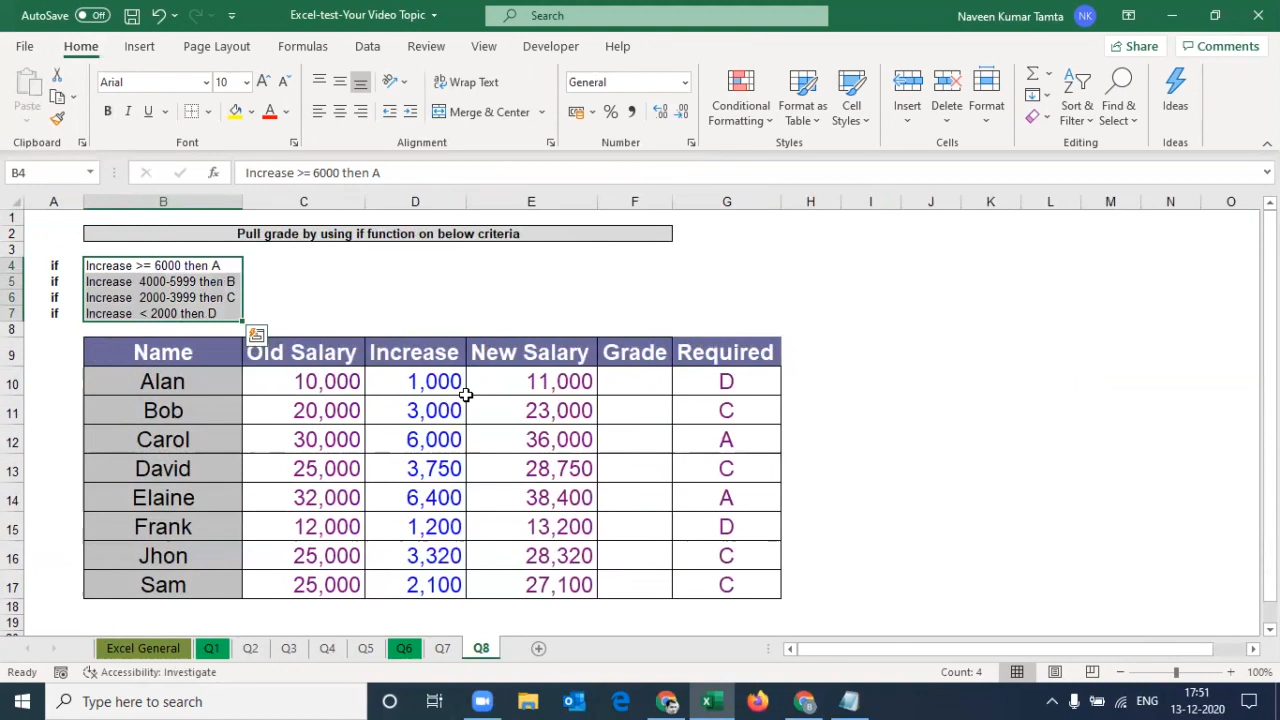 AutoSave Off Excel-test-Your Video Topic Search Naveen Kumar Tamta NK
File Home Insert Page Layout Formulas Data Review View Developer Help Share Comments
Paste Arial 10 Wrap Text General Conditional Formatting Format as Table Cell Styles Insert Delete Format Sort & Filter Find & Select Ideas
B I U Merge & Center
Clipboard Font Alignment Number Styles Cells Editing Ideas
B4 fx Increase >= 6000 then A
A B C D E F G H I J K L M N O
1
2 Pull grade by using if function on below criteria
3
4 if Increase >= 6000 then A
5 if Increase 4000-5999 then B
6 if Increase 2000-3999 then C
7 if Increase < 2000 then D
8
9 Name Old Salary Increase New Salary Grade Required
10 Alan 10,000 1,000 11,000 D
11 Bob 20,000 3,000 23,000 C
12 Carol 30,000 6,000 36,000 A
13 David 25,000 3,750 28,750 C
14 Elaine 32,000 6,400 38,400 A
15 Frank 12,000 1,200 13,200 D
16 Jhon 25,000 3,320 28,320 C
17 Sam 25,000 2,100 27,100 C
18
19
Excel General Q1 Q2 Q3 Q4 Q5 Q6 Q7 Q8
Ready Accessibility: Investigate Count: 4 100%
Type here to search ENG 17:51
13-12-2020